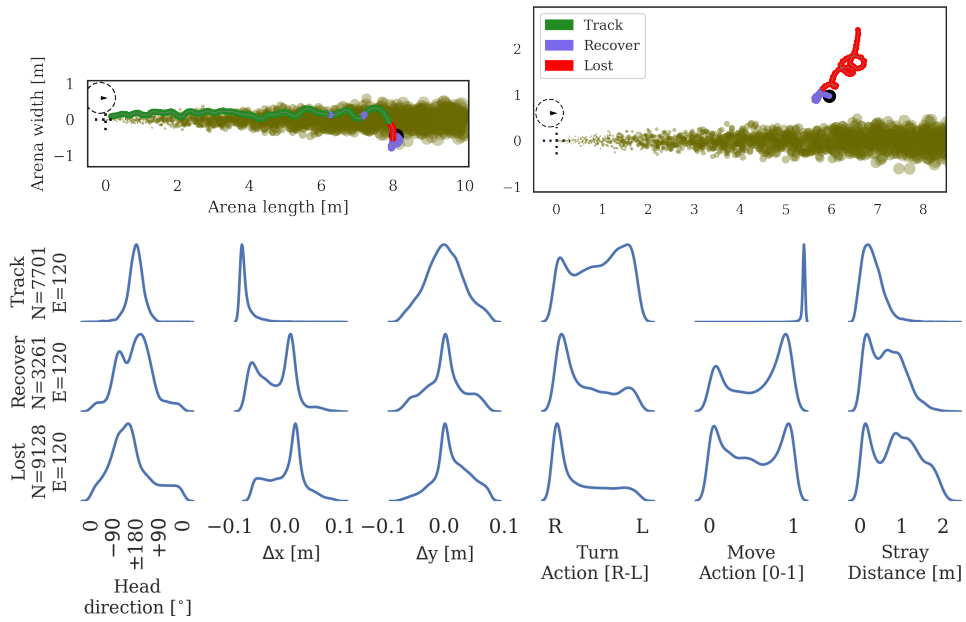 Track
Recover
Lost
Arena width [m]
1
0
−1
0
2
4
6
8
10
Arena length [m]
2
1
0
−1
0
1
2
3
4
5
6
7
8
Track
N=7701
E=120
Recover
N=3261
E=120
Lost
N=9128
E=120
0
−90
±180
+90
0
Head
direction [°]
−0.1
0.0
0.1
Δx [m]
−0.1
0.0
0.1
Δy [m]
R
L
Turn
Action [R-L]
0
1
Move
Action [0-1]
0
1
2
Stray
Distance [m]